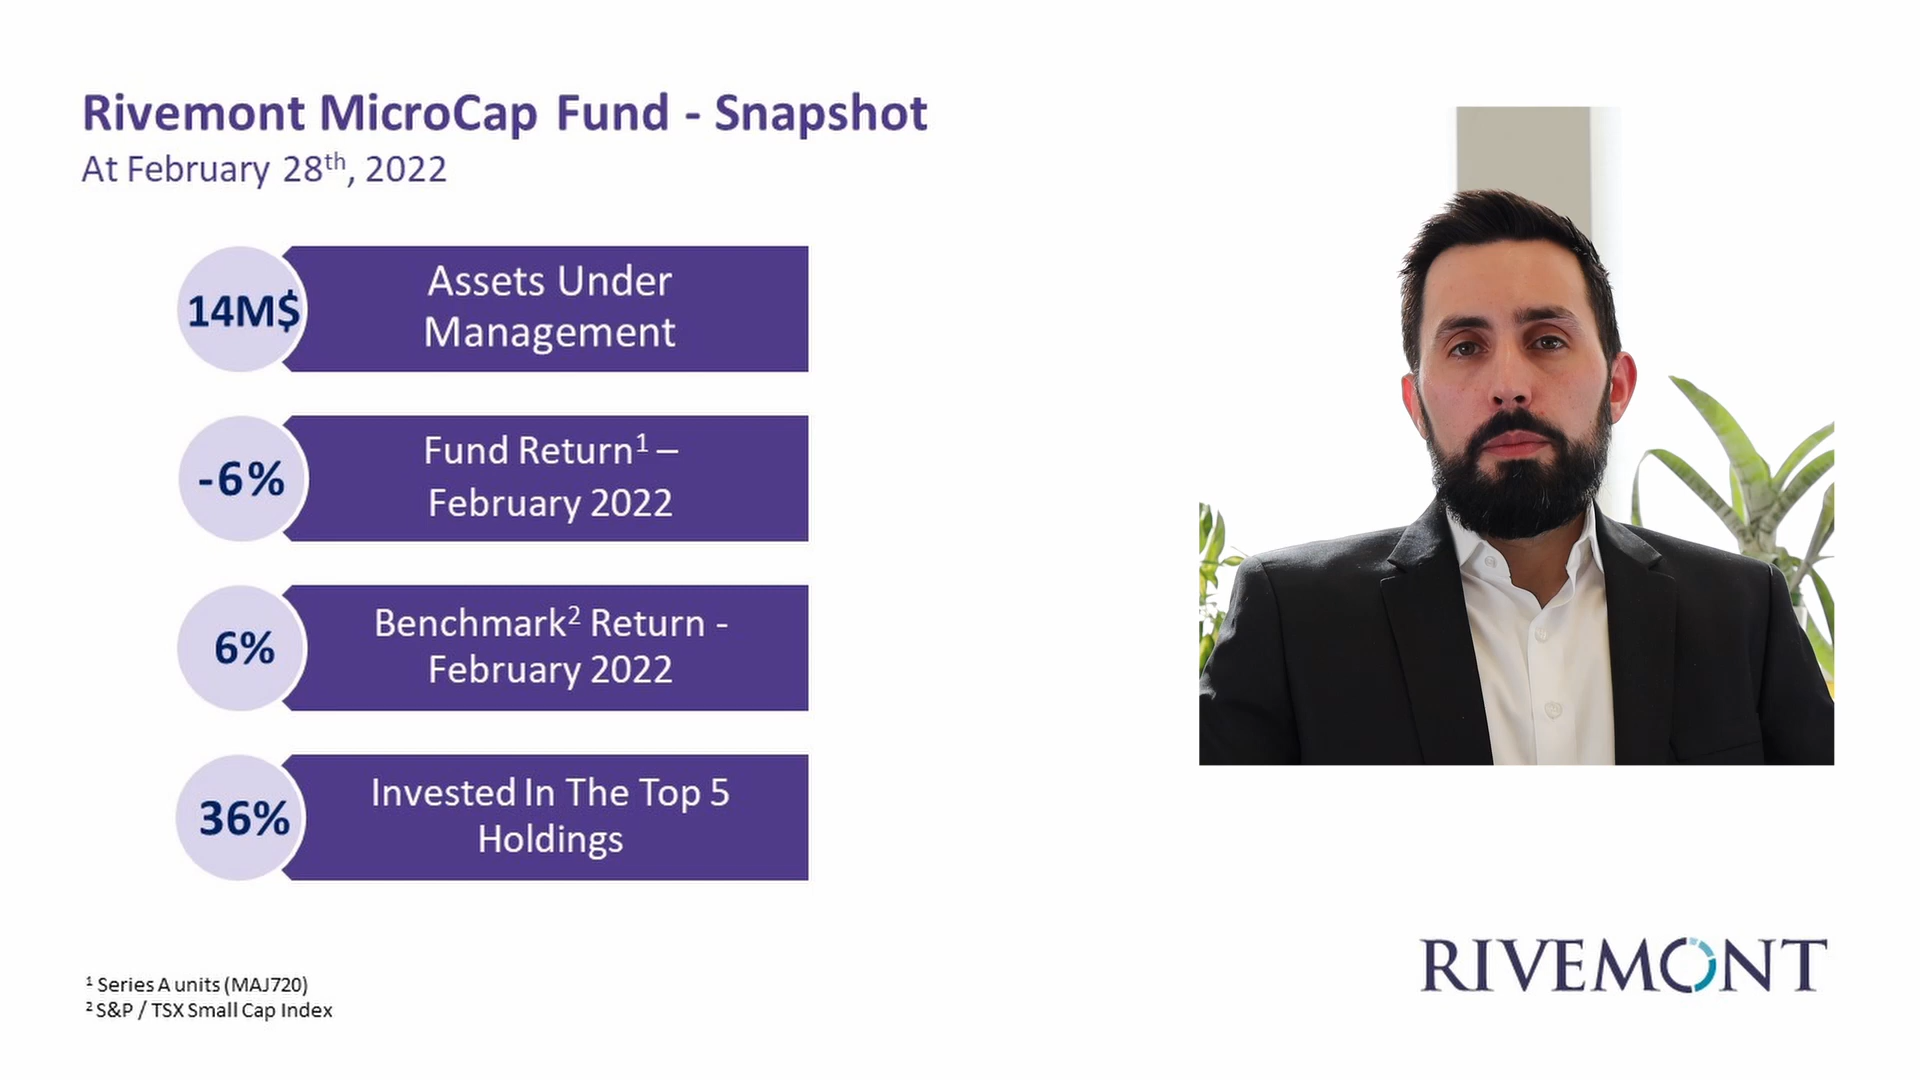 Rivemont MicroCap Fund - Snapshot
At February 28th, 2022
14M$
Assets Under
Management
-6%
Fund Return1 –
February 2022
6%
Benchmark2 Return -
February 2022
36%
Invested In The Top 5
Holdings
1 Series A units (MAJ720)
2 S&P / TSX Small Cap Index
RIVEMONT